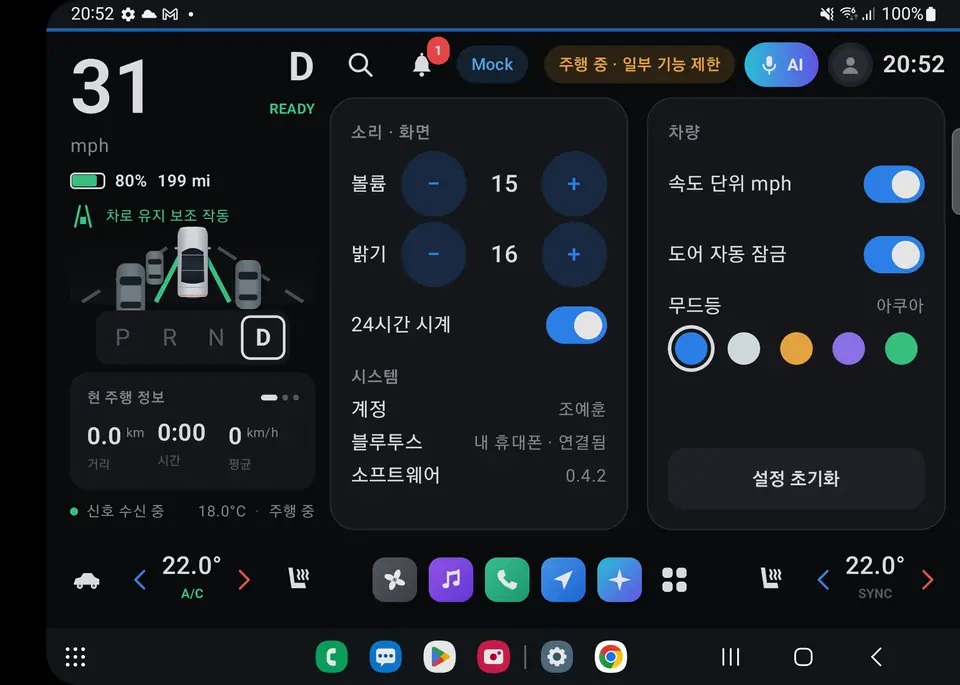 20:52
100%
31
D
READY
mph
80% 199 mi
차로 유지 보조 작동
P R N D
현 주행 정보
0.0 km 0:00 0 km/h
거리 시간 평균
신호 수신 중 18.0°C · 주행 중
1
Mock
주행 중 · 일부 기능 제한
AI
20:52
소리 · 화면
볼륨 − 15 +
밝기 − 16 +
24시간 시계
시스템
계정 조예훈
블루투스 내 휴대폰 · 연결됨
소프트웨어 0.4.2
차량
속도 단위 mph
도어 자동 잠금
무드등 아쿠아
설정 초기화
22.0°
A/C
22.0°
SYNC